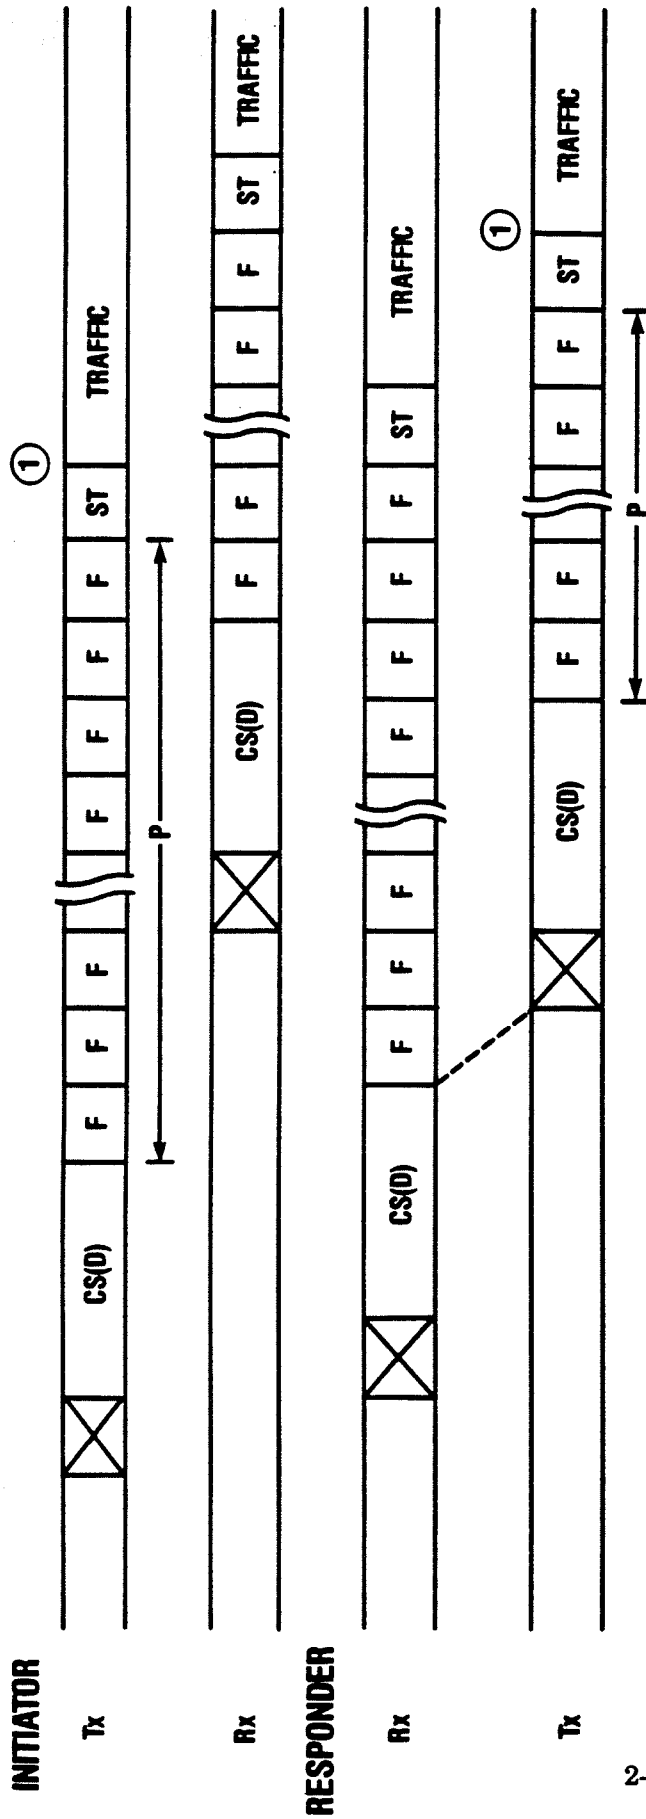 INITIATOR
①
Tx CS(D) F F F F F F F ST TRAFFIC
P
Rx CS(D) F F F F ST TRAFFIC
RESPONDER
Rx CS(D) F F F F F F F ST TRAFFIC
①
Tx CS(D) F F F F ST TRAFFIC
P
2-